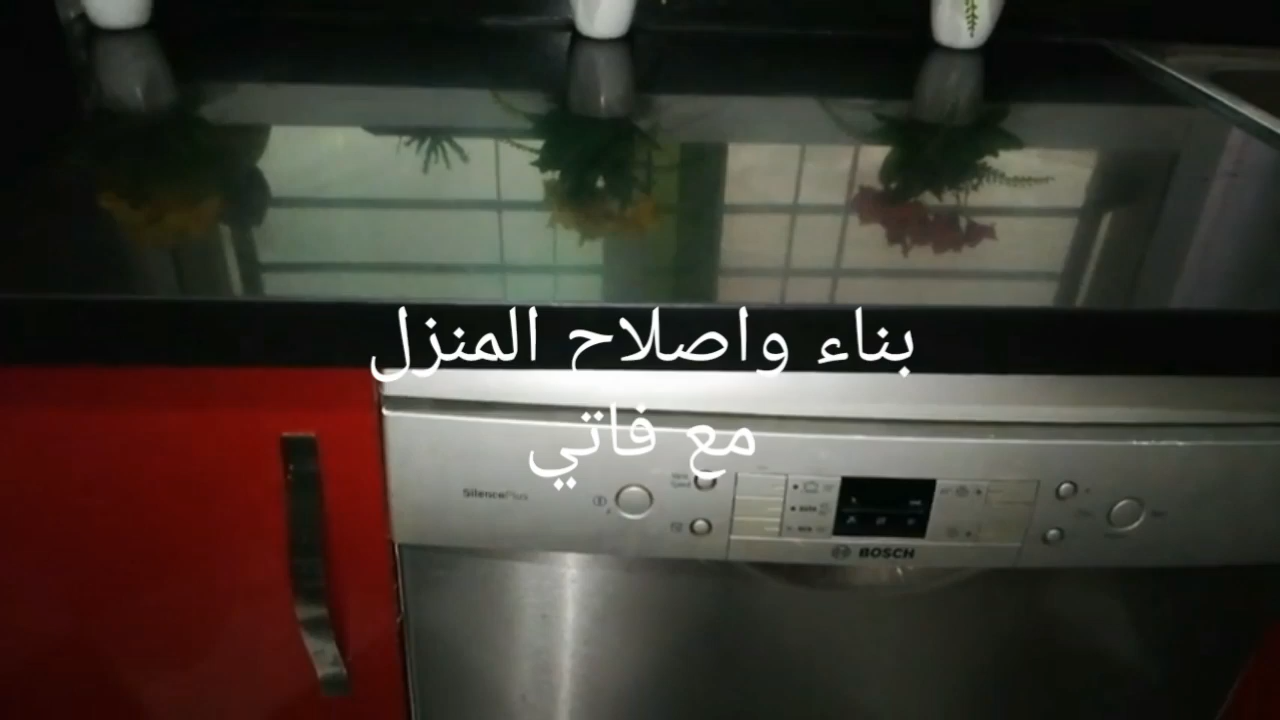 بناء واصلاح المنزل
مع فاتي
SilencePlus
BOSCH